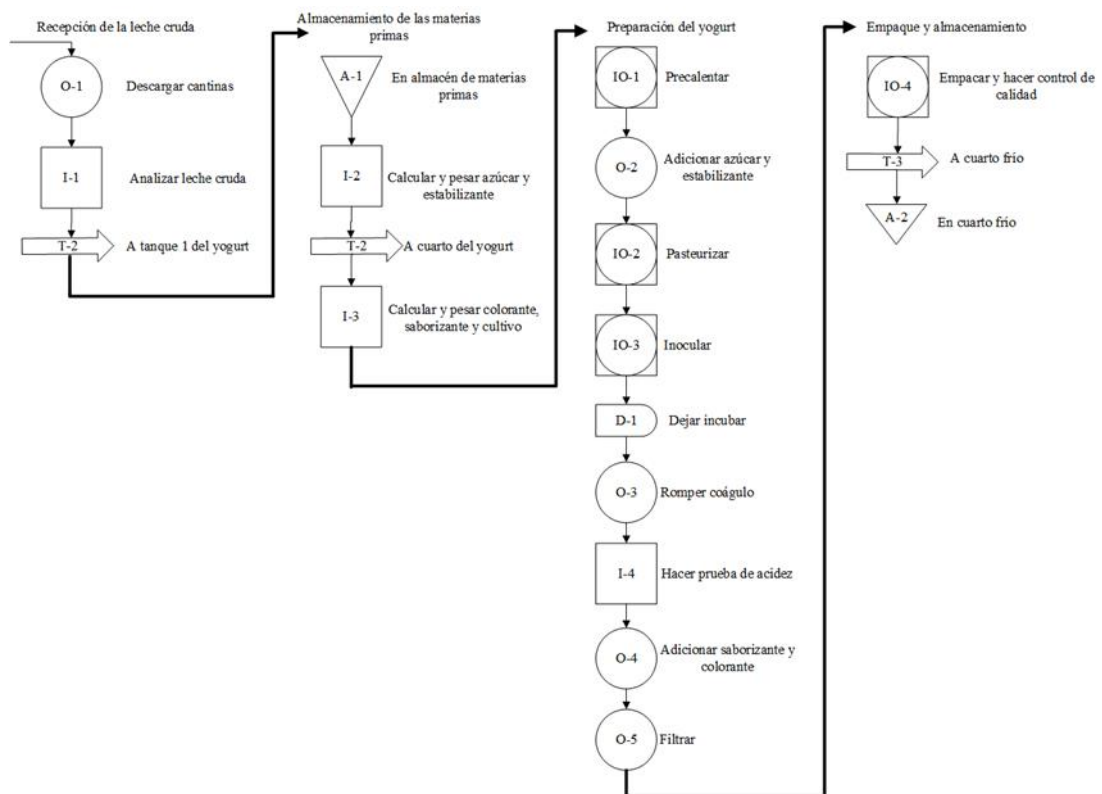 Recepción de la leche cruda
O-1
Descargar cantinas
I-1
Analizar leche cruda
T-2
A tanque 1 del yogurt
Almacenamiento de las materias
primas
A-1
En almacén de materias
primas
I-2
Calcular y pesar azúcar y
estabilizante
T-2
A cuarto del yogurt
I-3
Calcular y pesar colorante,
saborizante y cultivo
Preparación del yogurt
IO-1
Precalentar
O-2
Adicionar azúcar y
estabilizante
IO-2
Pasteurizar
IO-3
Inocular
D-1
Dejar incubar
O-3
Romper coágulo
I-4
Hacer prueba de acidez
O-4
Adicionar saborizante y
colorante
O-5
Filtrar
Empaque y almacenamiento
IO-4
Empacar y hacer control de
calidad
T-3
A cuarto frío
A-2
En cuarto frío